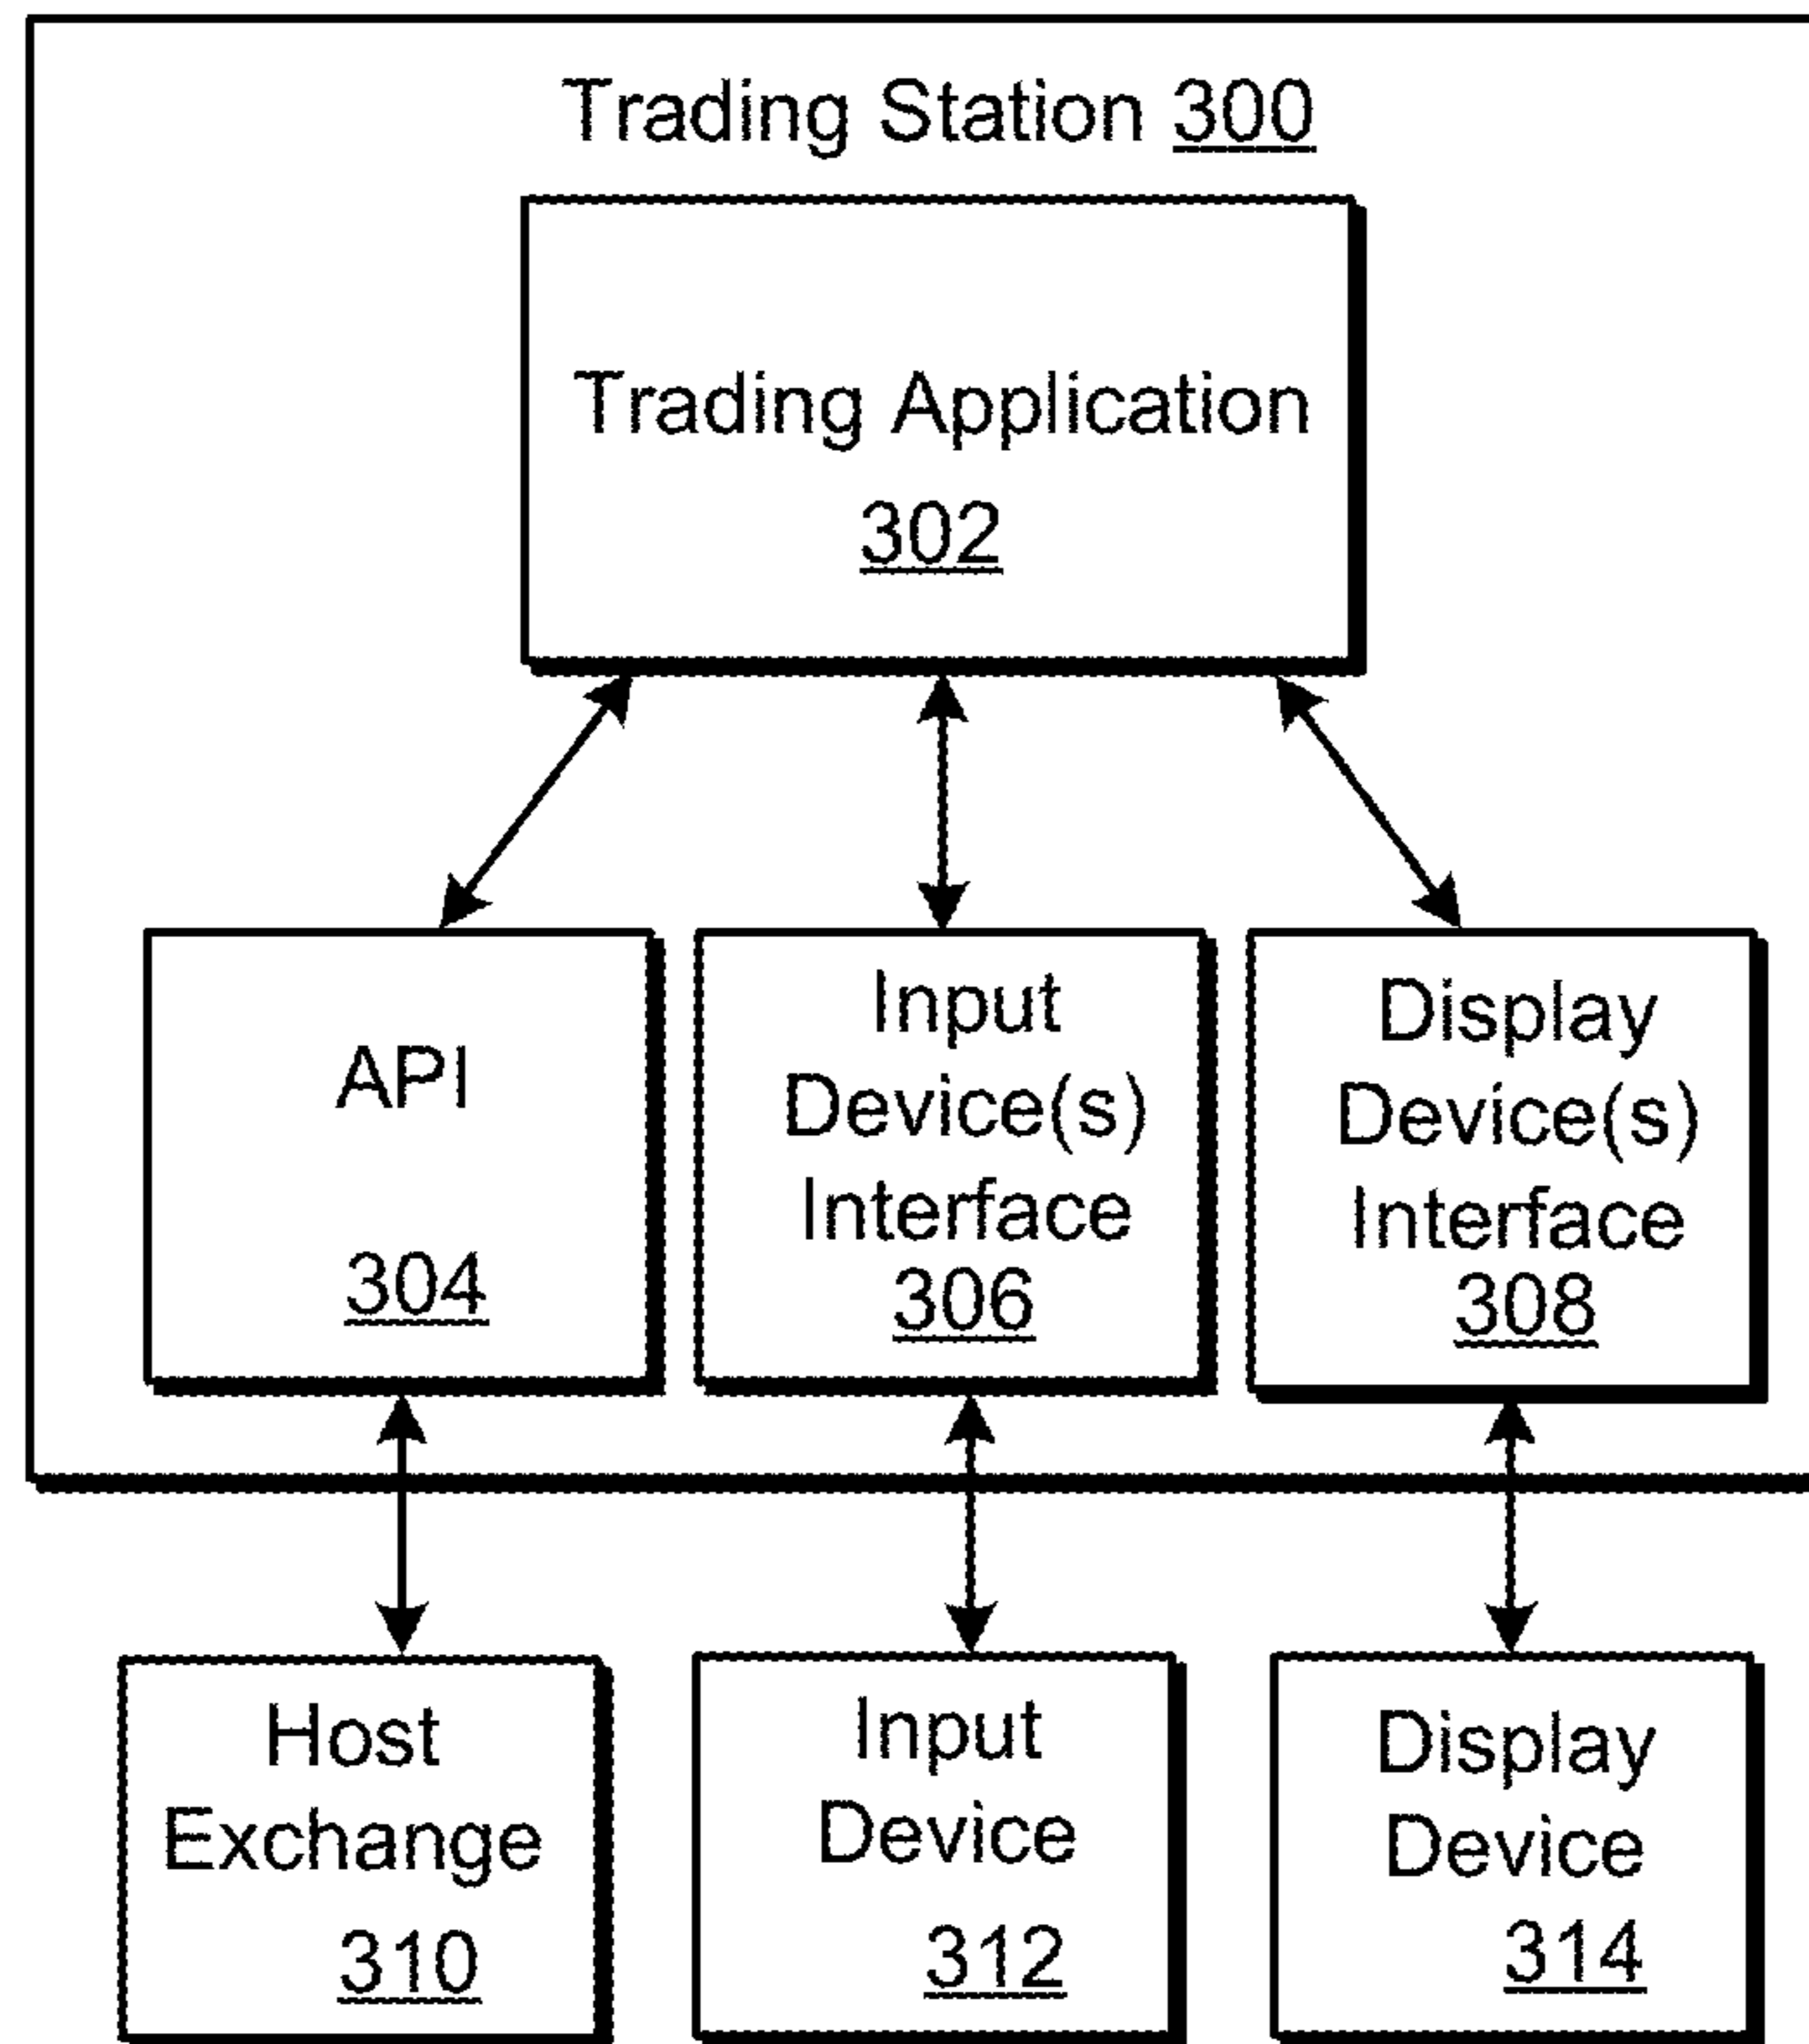 Trading Station 300
Trading Application
302
API
304
Input
Device(s)
Interface
306
Display
Device(s)
Interface
308
Host
Exchange
310
Input
Device
312
Display
Device
314